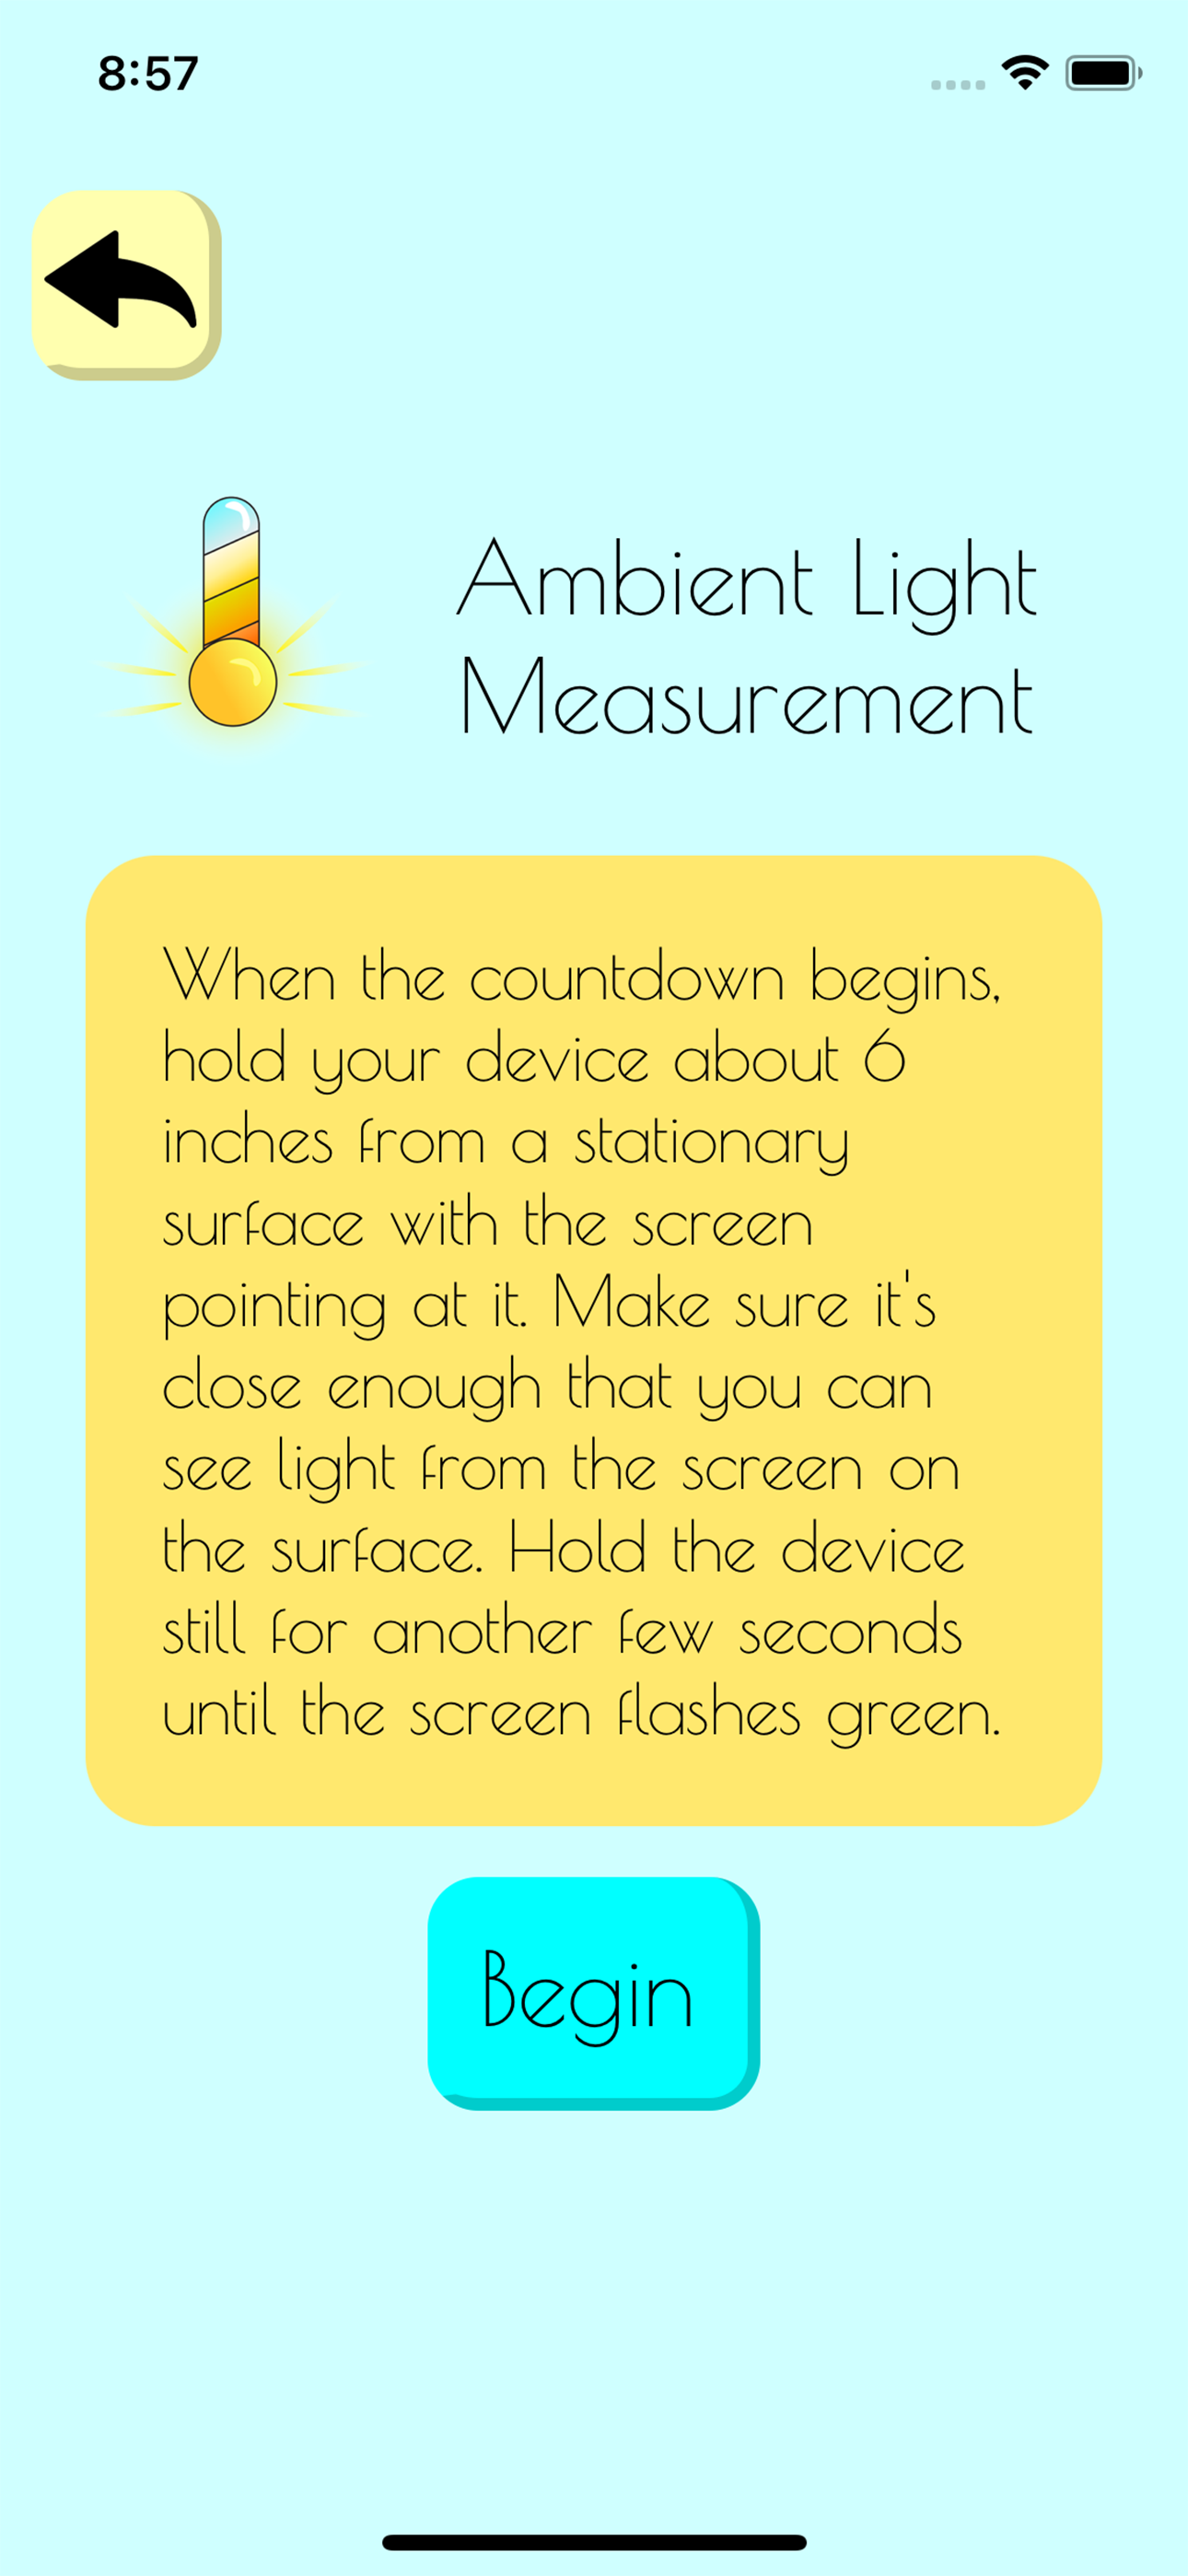 8:57
Ambient Light
Measurement
When the countdown begins,
hold your device about 6
inches from a stationary
surface with the screen
pointing at it. Make sure it's
close enough that you can
see light from the screen on
the surface. Hold the device
still for another few seconds
until the screen flashes green.
Begin